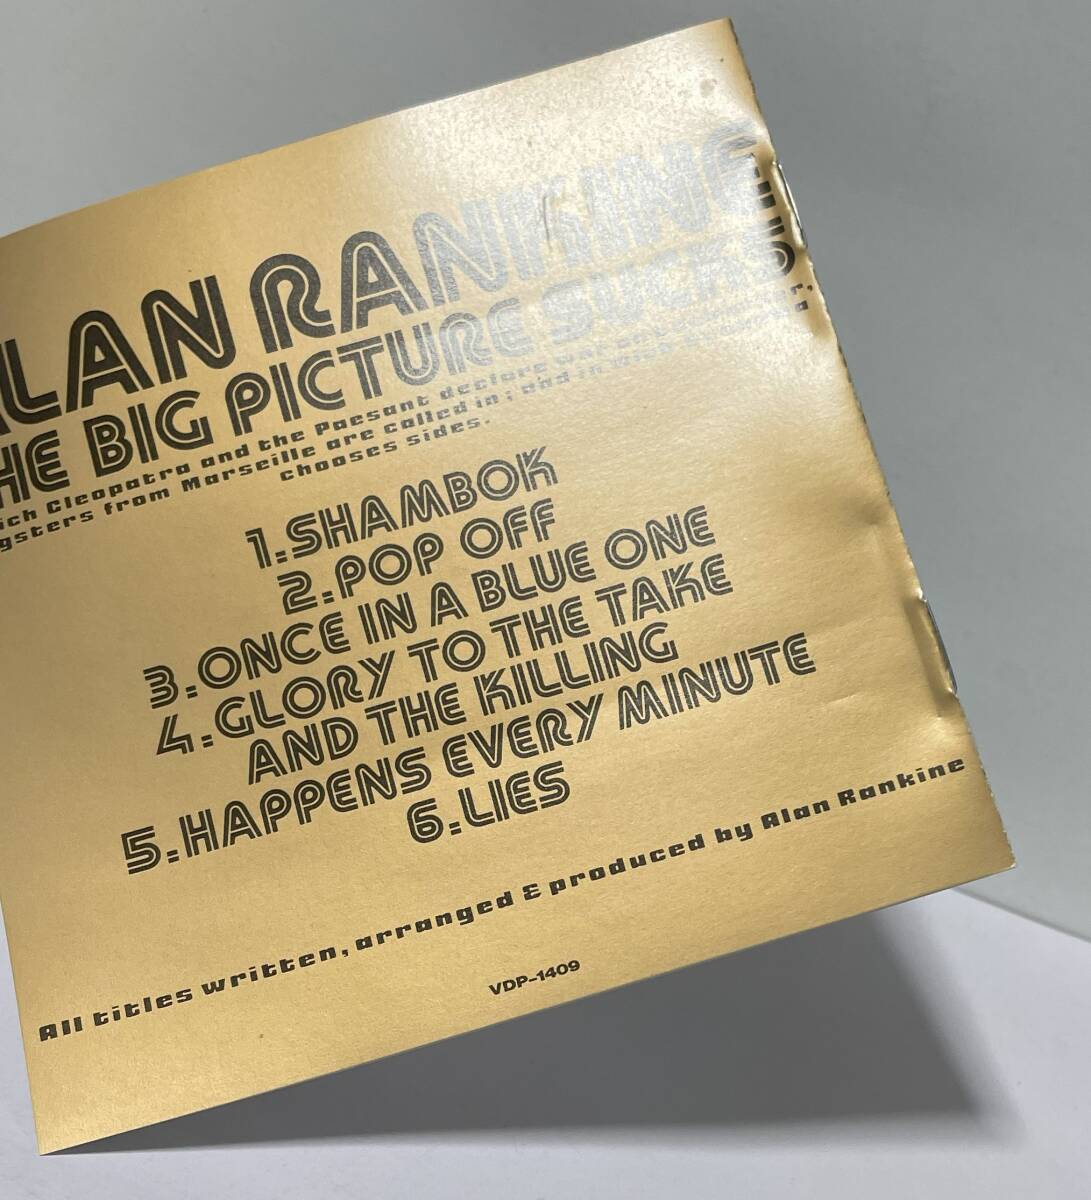 ALAN RANKINE
THE BIG PICTURE SUCKS
Cleopatra and the Paesant declare war on
from Marseille are called in; and in
chooses sides.
1.SHAMBOK
2.POP OFF
3.ONCE IN A BLUE ONE
4.GLORY TO THE TAKE
AND THE KILLING
5.HAPPENS EVERY MINUTE
6.LIES
All titles written, arranged & produced by Alan Rankine
VDP-1409